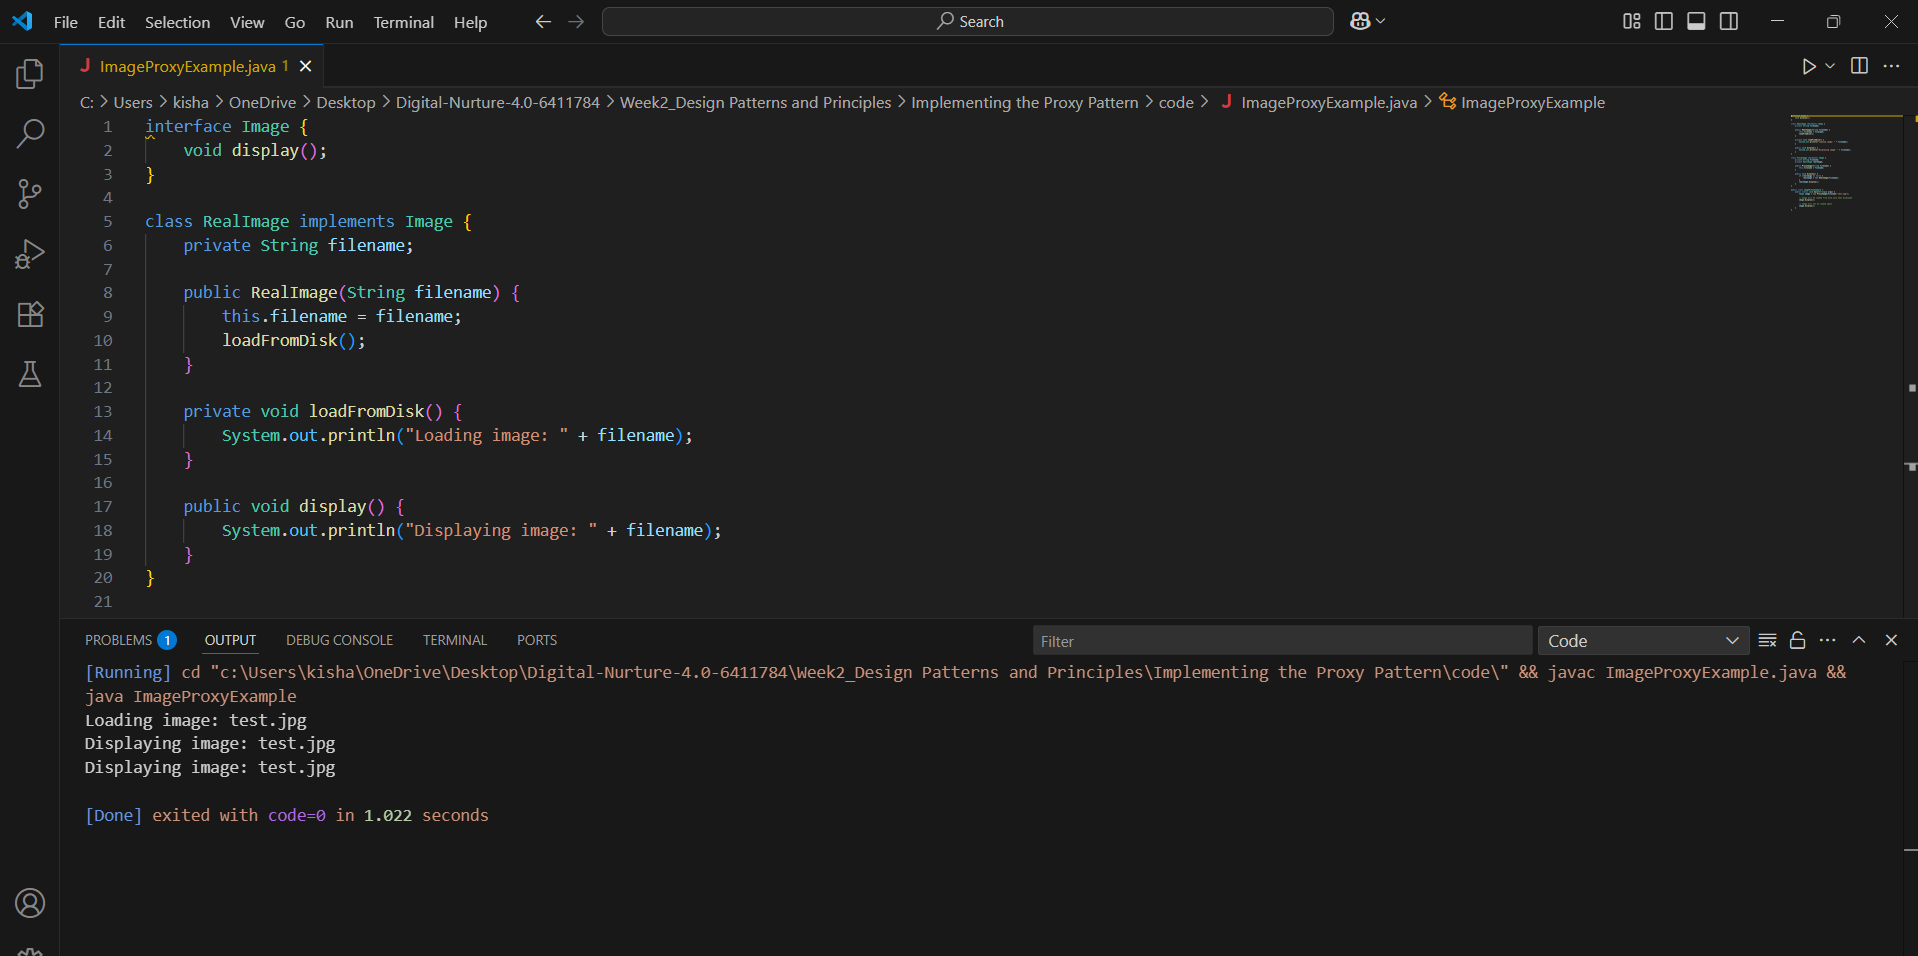 File Edit Selection View Go Run Terminal Help Search
ImageProxyExample.java 1
C: > Users > kisha > OneDrive > Desktop > Digital-Nurture-4.0-6411784 > Week2_Design Patterns and Principles > Implementing the Proxy Pattern > code > ImageProxyExample.java > ImageProxyExample
1 interface Image {
2     void display();
3 }
4
5 class RealImage implements Image {
6     private String filename;
7
8     public RealImage(String filename) {
9         this.filename = filename;
10         loadFromDisk();
11     }
12
13     private void loadFromDisk() {
14         System.out.println("Loading image: " + filename);
15     }
16
17     public void display() {
18         System.out.println("Displaying image: " + filename);
19     }
20 }
21
PROBLEMS 1 OUTPUT DEBUG CONSOLE TERMINAL PORTS Filter Code
[Running] cd "c:\Users\kisha\OneDrive\Desktop\Digital-Nurture-4.0-6411784\Week2_Design Patterns and Principles\Implementing the Proxy Pattern\code\" && javac ImageProxyExample.java &&
java ImageProxyExample
Loading image: test.jpg
Displaying image: test.jpg
Displaying image: test.jpg

[Done] exited with code=0 in 1.022 seconds